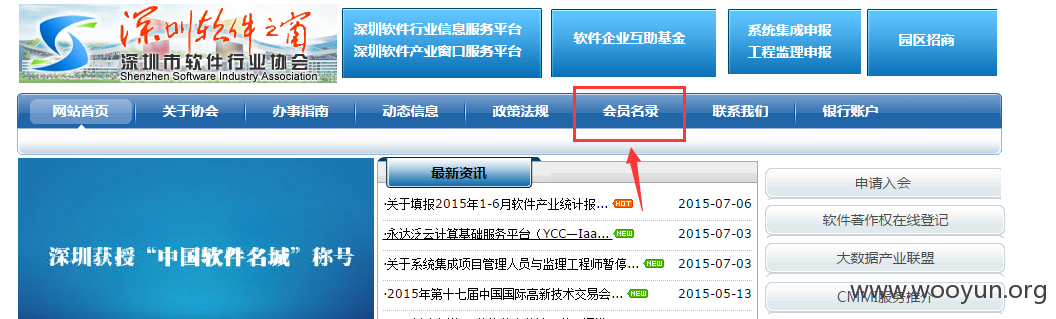 深圳软件之窗
深圳市软件行业协会
Shenzhen Software Industry Association
深圳软件行业信息服务平台
深圳软件产业窗口服务平台
软件企业互助基金
系统集成申报
工程监理申报
园区招商
网站首页 关于协会 办事指南 动态信息 政策法规 会员名录 联系我们 银行账户
深圳获授“中国软件名城”称号
最新资讯
·关于填报2015年1-6月软件产业统计报... HOT 2015-07-06
·永达泛云计算基础服务平台（YCC—Iaa... NEW 2015-07-03
·关于系统集成项目管理人员与监理工程师暂停... NEW 2015-07-03
·2015年第十七届中国国际高新技术交易会... NEW 2015-05-13
申请入会
软件著作权在线登记
大数据产业联盟
CMMI服务推介
www.wooyun.org